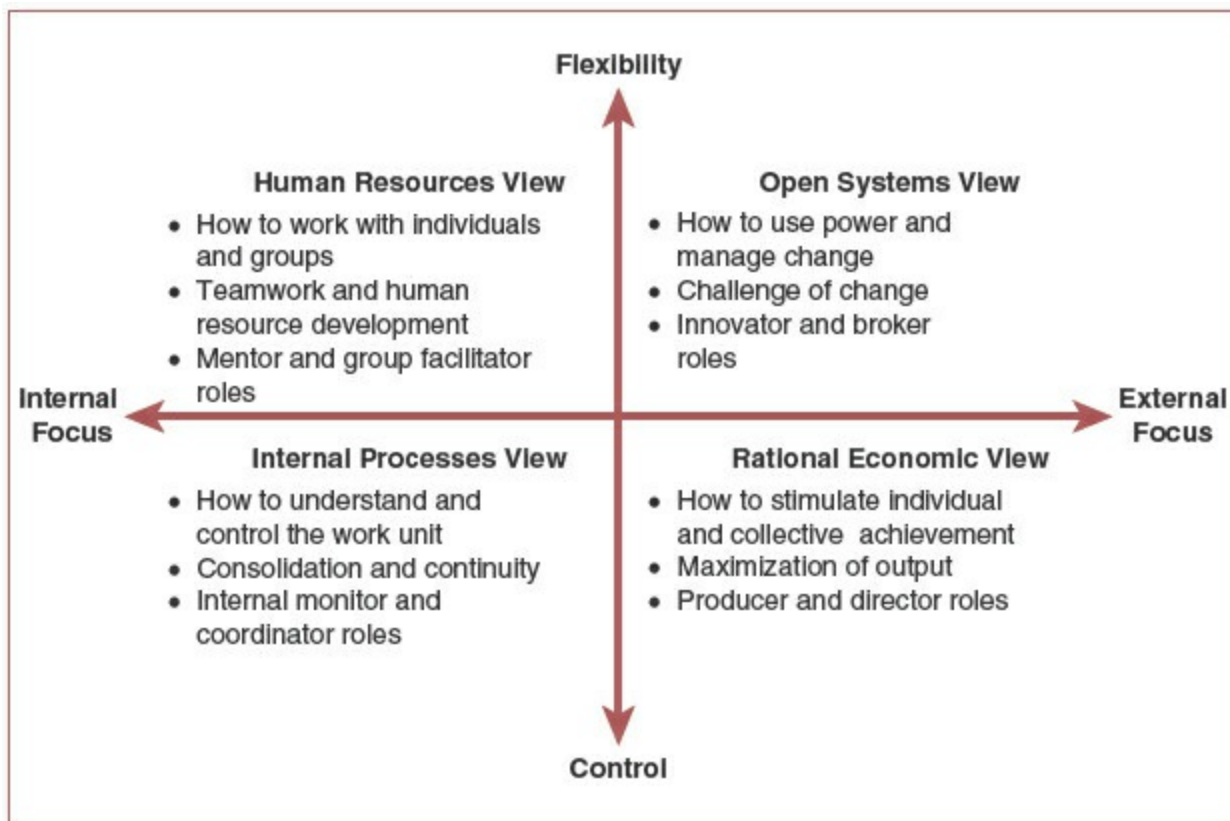 Flexibility
Human Resources View
• How to work with individuals
and groups
• Teamwork and human
resource development
• Mentor and group facilitator
roles
Open Systems View
• How to use power and
manage change
• Challenge of change
• Innovator and broker
roles
Internal
Focus
External
Focus
Internal Processes View
• How to understand and
control the work unit
• Consolidation and continuity
• Internal monitor and
coordinator roles
Rational Economic View
• How to stimulate individual
and collective achievement
• Maximization of output
• Producer and director roles
Control